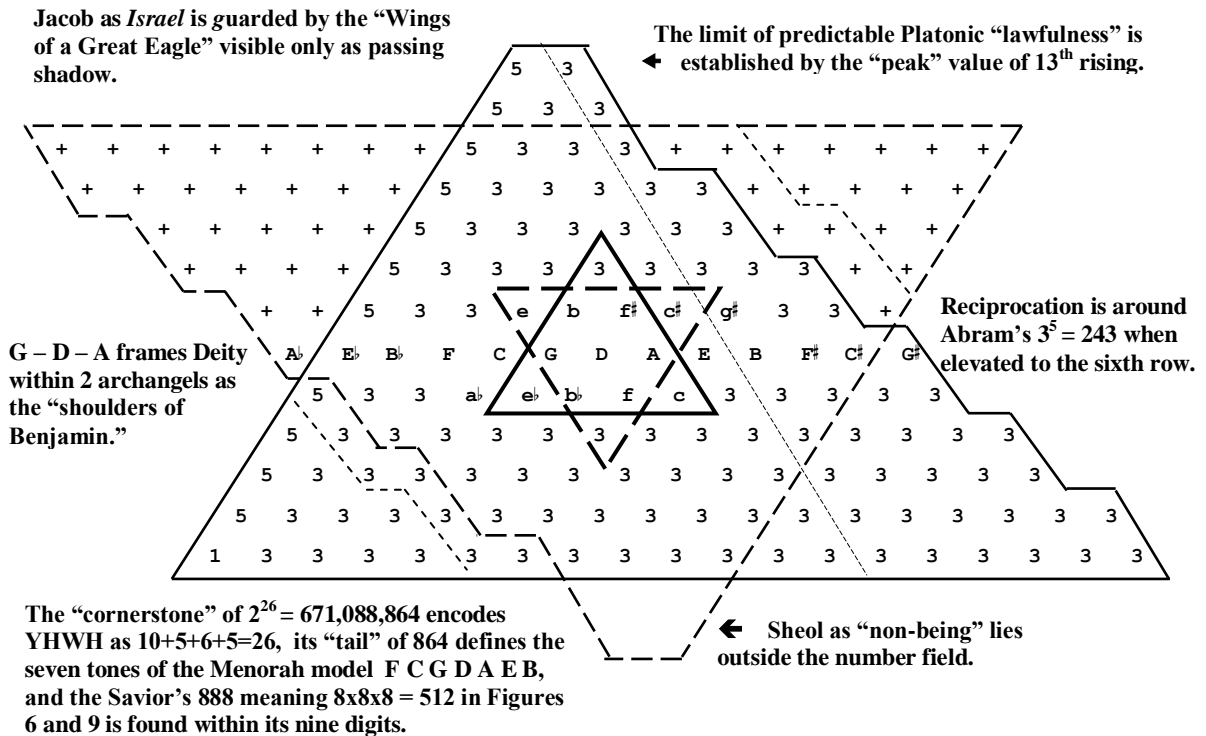 Jacob as Israel is guarded by the “Wings
of a Great Eagle” visible only as passing
shadow.
The limit of predictable Platonic “lawfulness” is
← established by the “peak” value of 13th rising.
5 3
5 3 3
+ + + + + + + + 5 3 3 3 + + + + + + +
+ + + + + + + 5 3 3 3 3 3 + + + + +
+ + + + + 5 3 3 3 3 3 3 + + + +
+ + + + 5 3 3 3 3 3 3 3 3 + +
+ + 5 3 3 e b f♯ c♯ g♯ 3 3 +
A♭ E♭ B♭ F C G D A E B F♯ C♯ G♯
5 3 3 a♭ e♭ b♭ f c 3 3 3 3 3
5 3 3 3 3 3 3 3 3 3 3 3 3 3 3
5 3 3 3 3 3 3 3 3 3 3 3 3 3 3 3
5 3 3 3 3 3 3 3 3 3 3 3 3 3 3 3 3 3
1 3 3 3 3 3 3 3 3 3 3 3 3 3 3 3 3 3 3
Reciprocation is around
Abram’s 3^5 = 243 when
elevated to the sixth row.
G – D – A frames Deity
within 2 archangels as
the “shoulders of
Benjamin.”
The “cornerstone” of 2^26 = 671,088,864 encodes
YHWH as 10+5+6+5=26, its “tail” of 864 defines the
seven tones of the Menorah model F C G D A E B,
and the Savior’s 888 meaning 8x8x8 = 512 in Figures
6 and 9 is found within its nine digits.
← Sheol as “non-being” lies
outside the number field.